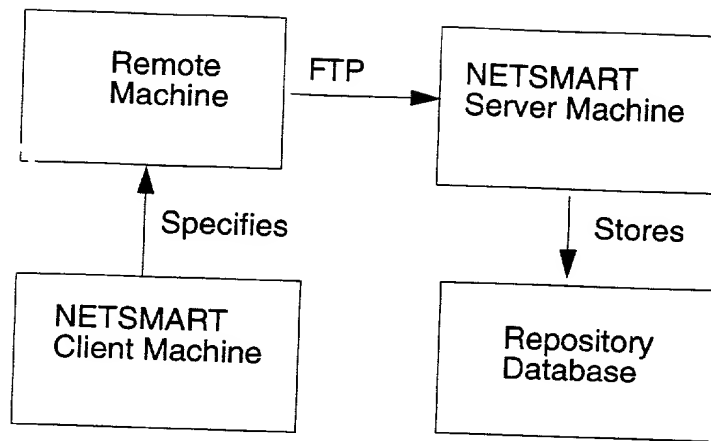 Remote
Machine
FTP
NETSMART
Server Machine
Specifies
Stores
NETSMART
Client Machine
Repository
Database